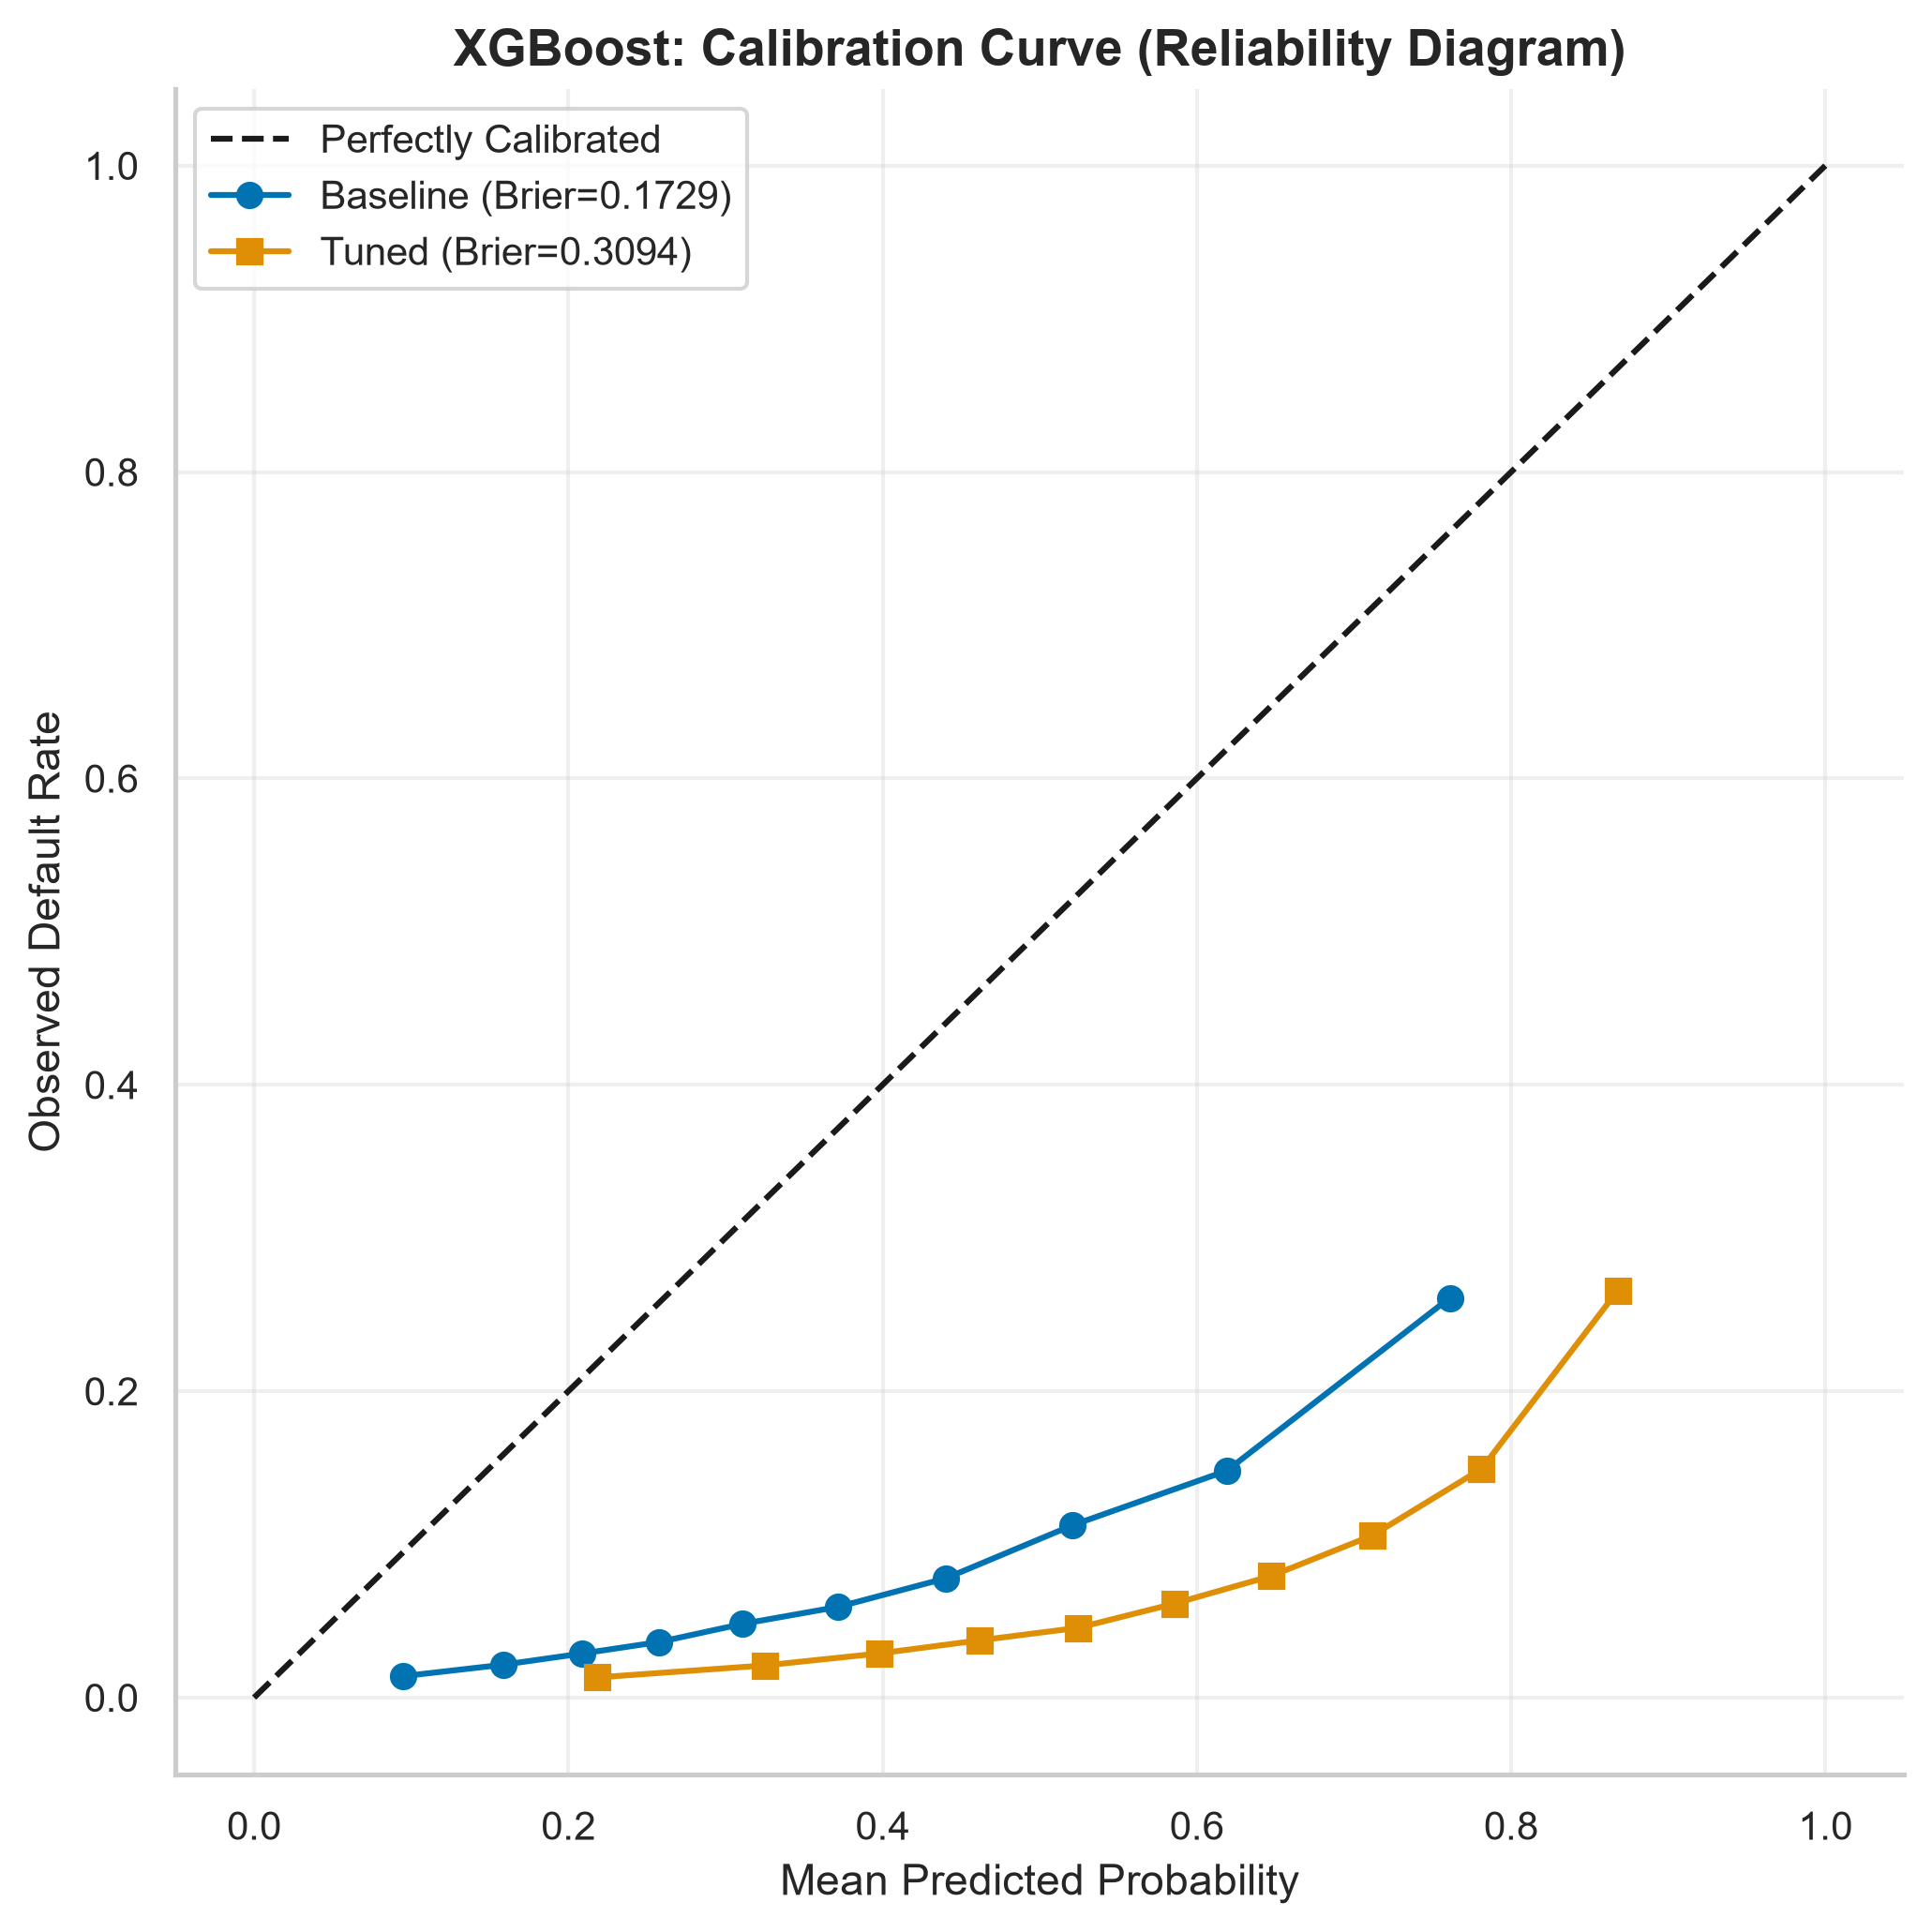 XGBoost: Calibration Curve (Reliability Diagram)
Perfectly Calibrated
Baseline (Brier=0.1729)
Tuned (Brier=0.3094)
1.0
0.8
0.6
0.4
0.2
0.0
Observed Default Rate
0.0 0.2 0.4 0.6 0.8 1.0
Mean Predicted Probability